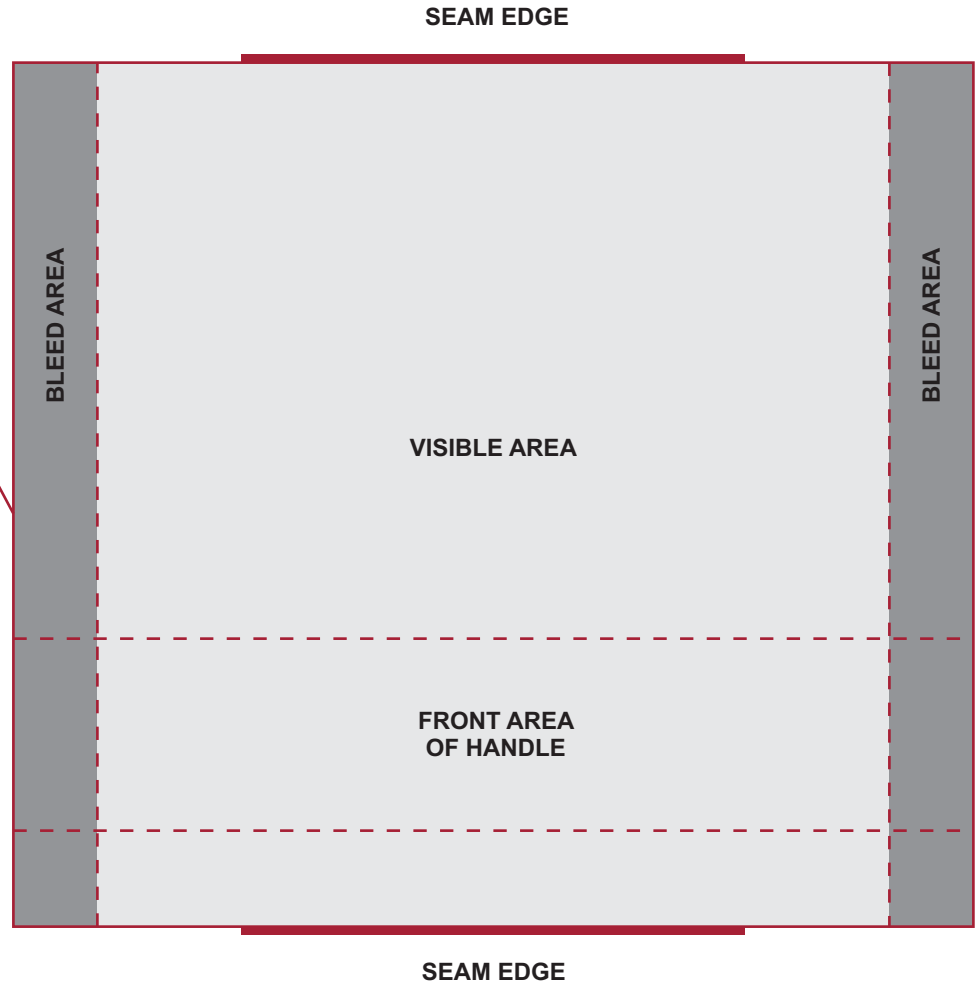 SEAM EDGE
BLEED AREA
BLEED AREA
VISIBLE AREA
FRONT AREA
OF HANDLE
SEAM EDGE